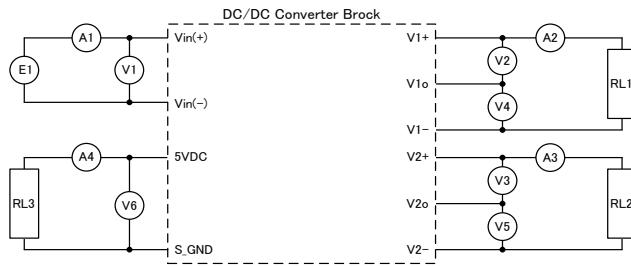 DC/DC Converter Brock
A1 Vin(+) V1+ A2
E1 V1 V2
V1o RL1
Vin(-) V4
V1-
A4 5VDC V2+ A3
V3
RL3 V6 V2o RL2
V5
S_GND V2-